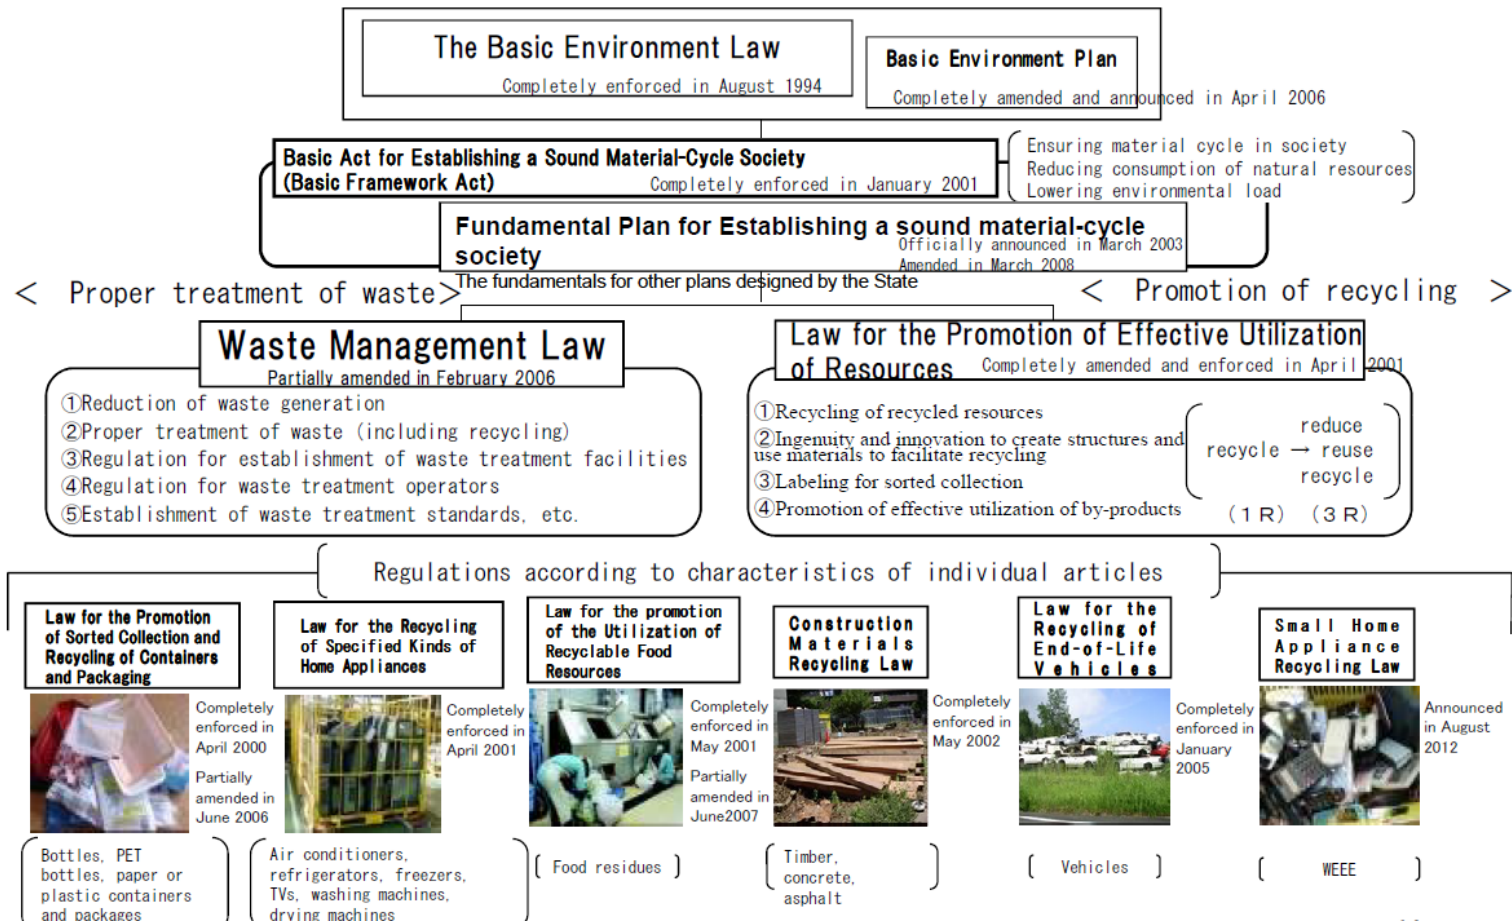 The Basic Environment Law
Completely enforced in August 1994
Basic Environment Plan
Completely amended and announced in April 2006
Basic Act for Establishing a Sound Material-Cycle Society
(Basic Framework Act)
Completely enforced in January 2001
Ensuring material cycle in society
Reducing consumption of natural resources
Lowering environmental load
Fundamental Plan for Establishing a sound material-cycle
society
Officially announced in March 2003
Amended in March 2008
The fundamentals for other plans designed by the State
< Proper treatment of waste>
< Promotion of recycling >
Waste Management Law
Partially amended in February 2006
①Reduction of waste generation
②Proper treatment of waste (including recycling)
③Regulation for establishment of waste treatment facilities
④Regulation for waste treatment operators
⑤Establishment of waste treatment standards, etc.
Law for the Promotion of Effective Utilization
of Resources
Completely amended and enforced in April 2001
①Recycling of recycled resources
②Ingenuity and innovation to create structures and
use materials to facilitate recycling
③Labeling for sorted collection
④Promotion of effective utilization of by-products
reduce
recycle → reuse
recycle
(1R) (3R)
Regulations according to characteristics of individual articles
Law for the Promotion
of Sorted Collection and
Recycling of Containers
and Packaging
Completely
enforced in
April 2000
Partially
amended in
June 2006
Bottles, PET
bottles, paper or
plastic containers
and packages
Law for the Recycling
of Specified Kinds of
Home Appliances
Completely
enforced in
April 2001
Air conditioners,
refrigerators, freezers,
TVs, washing machines,
drying machines
Law for the promotion
of the Utilization of
Recyclable Food
Resources
Completely
enforced in
May 2001
Partially
amended in
June2007
Food residues
Construction
Materials
Recycling Law
Completely
enforced in
May 2002
Timber,
concrete,
asphalt
Law for the
Recycling of
End-of-Life
Vehicles
Completely
enforced in
January
2005
Vehicles
Small Home
Appliance
Recycling Law
Announced
in August
2012
WEEE